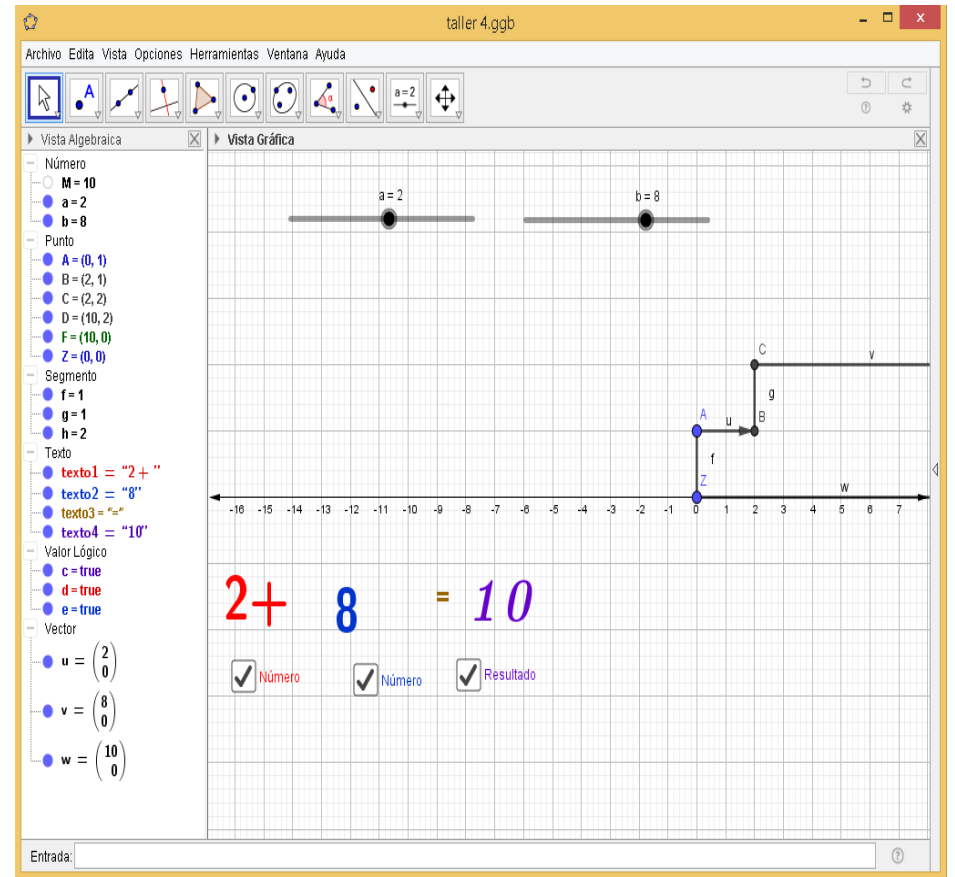 taller 4.ggb
Archivo Edita Vista Opciones Herramientas Ventana Ayuda
A
α
a = 2
Vista Algebraica
Vista Gráfica
Número
M = 10
a = 2
b = 8
Punto
A = (0, 1)
B = (2, 1)
C = (2, 2)
D = (10, 2)
F = (10, 0)
Z = (0, 0)
Segmento
f = 1
g = 1
h = 2
Texto
texto1 = “2 + ”
texto2 = “8”
texto3 = “=”
texto4 = “10”
Valor Lógico
c = true
d = true
e = true
Vector
u = (2 0)
v = (8 0)
w = (10 0)
a = 2
b = 8
C
v
g
A
u
B
f
Z
w
-16 -15 -14 -13 -12 -11 -10 -9 -8 -7 -6 -5 -4 -3 -2 -1 0 1 2 3 4 5 6 7
2+ 8 = 10
Número
Número
Resultado
Entrada: